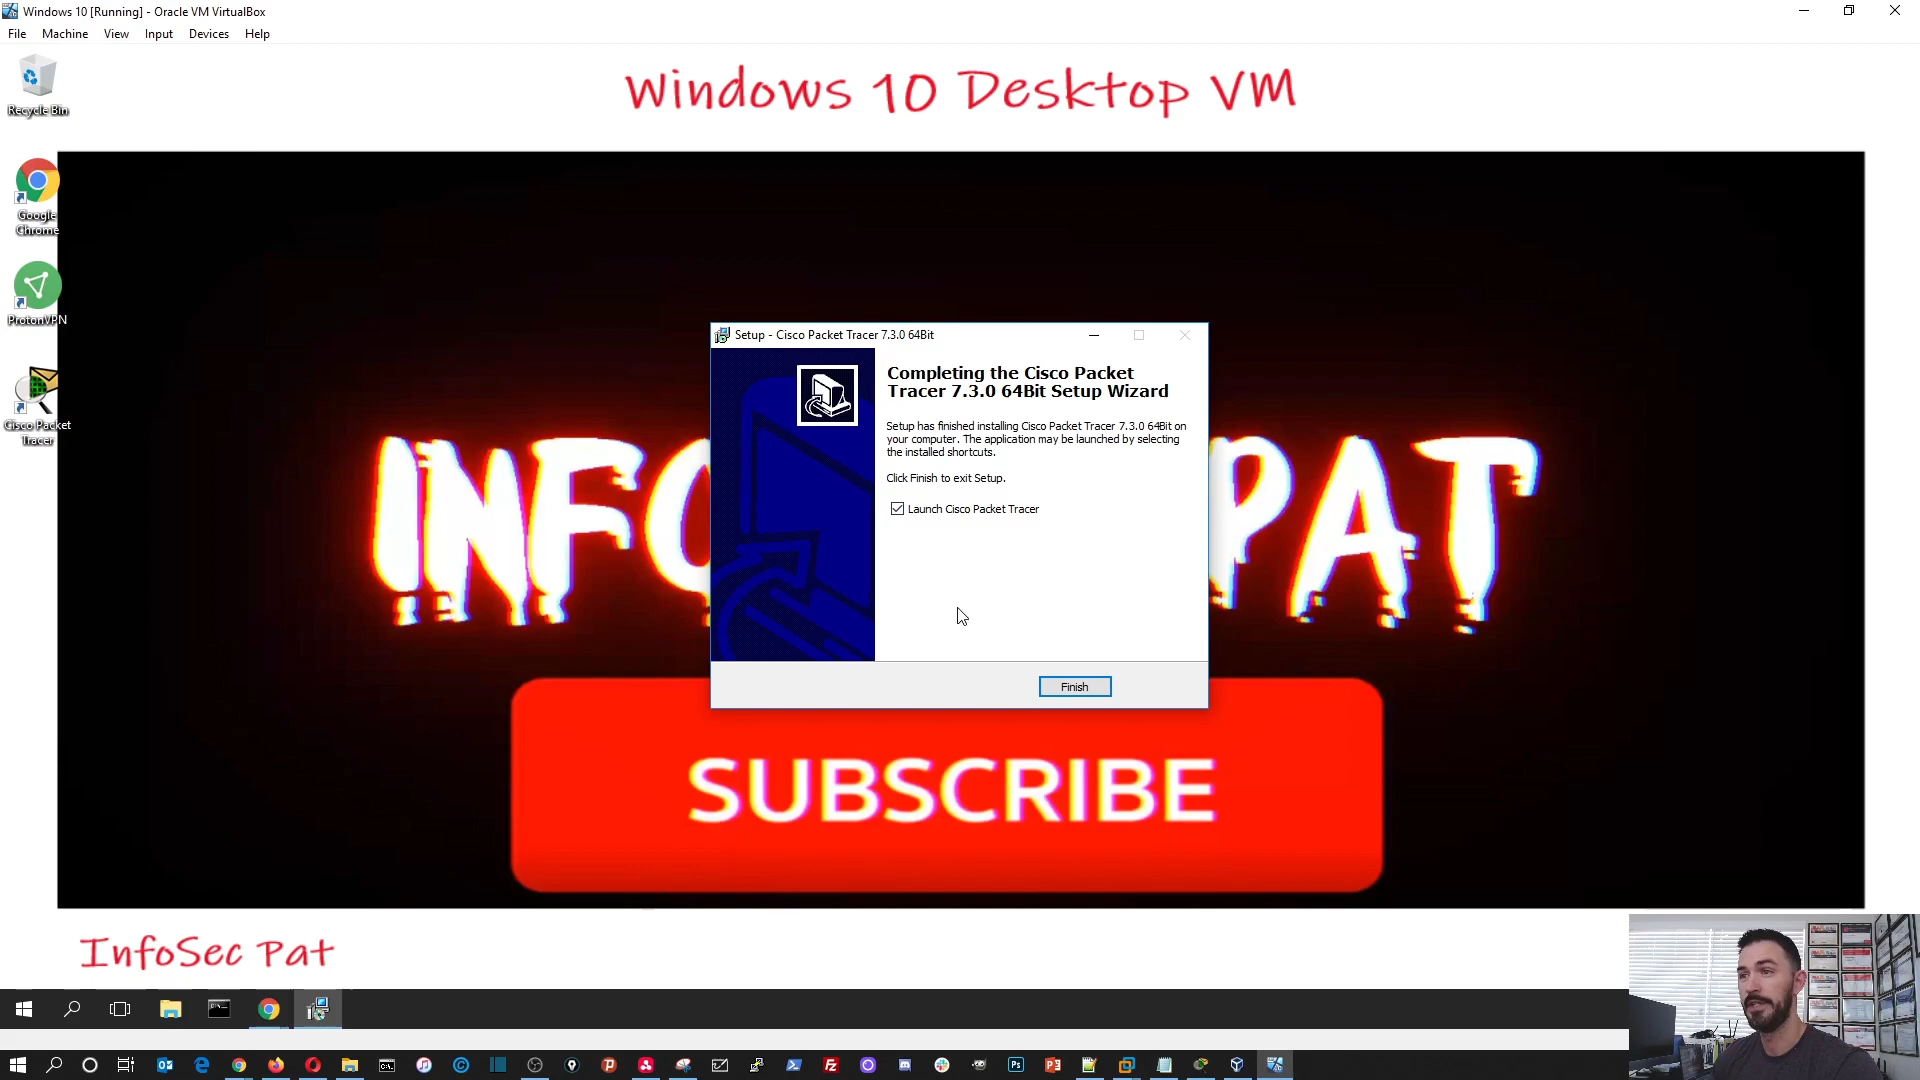 Windows 10 [Running] - Oracle VM VirtualBox
File Machine View Input Devices Help
Windows 10 Desktop VM
Recycle Bin
Google
Chrome
ProtonVPN
Cisco Packet
Tracer
Setup - Cisco Packet Tracer 7.3.0 64Bit
Completing the Cisco Packet
Tracer 7.3.0 64Bit Setup Wizard
Setup has finished installing Cisco Packet Tracer 7.3.0 64Bit on
your computer. The application may be launched by selecting
the installed shortcuts.
Click Finish to exit Setup.
Launch Cisco Packet Tracer
Finish
INFO PAT
SUBSCRIBE
InfoSec Pat